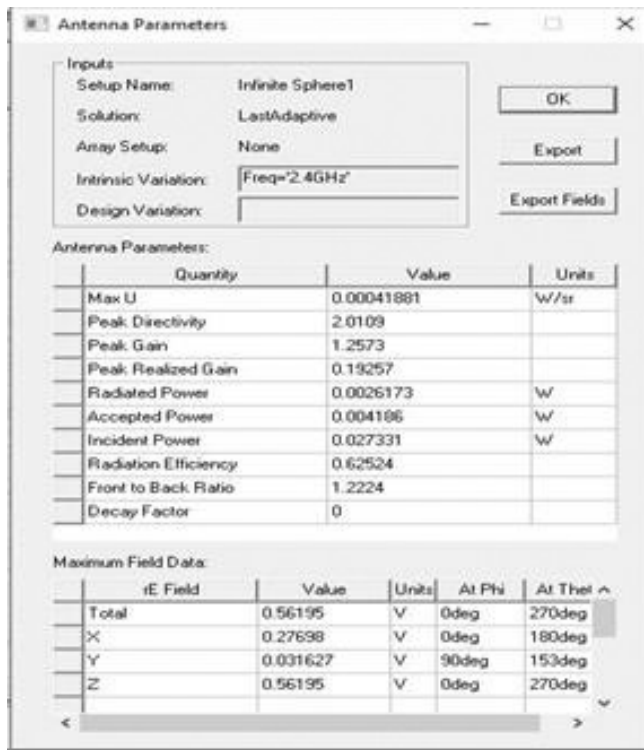 Antenna Parameters
Inputs
Setup Name: Infinite Sphere1
Solution: LastAdaptive
Array Setup: None
Intrinsic Variation: Freq='2.4GHz'
Design Variation:
OK
Export
Export Fields
Antenna Parameters:
Quantity Value Units
Max U 0.00041881 W/sr
Peak Directivity 2.0109
Peak Gain 1.2573
Peak Realized Gain 0.19257
Radiated Power 0.0026173 W
Accepted Power 0.004186 W
Incident Power 0.027331 W
Radiation Efficiency 0.62524
Front to Back Ratio 1.2224
Decay Factor 0
Maximum Field Data:
rE Field Value Units At Phi At Thet
Total 0.56195 V 0deg 270deg
X 0.27698 V 0deg 180deg
Y 0.031627 V 90deg 153deg
Z 0.56195 V 0deg 270deg